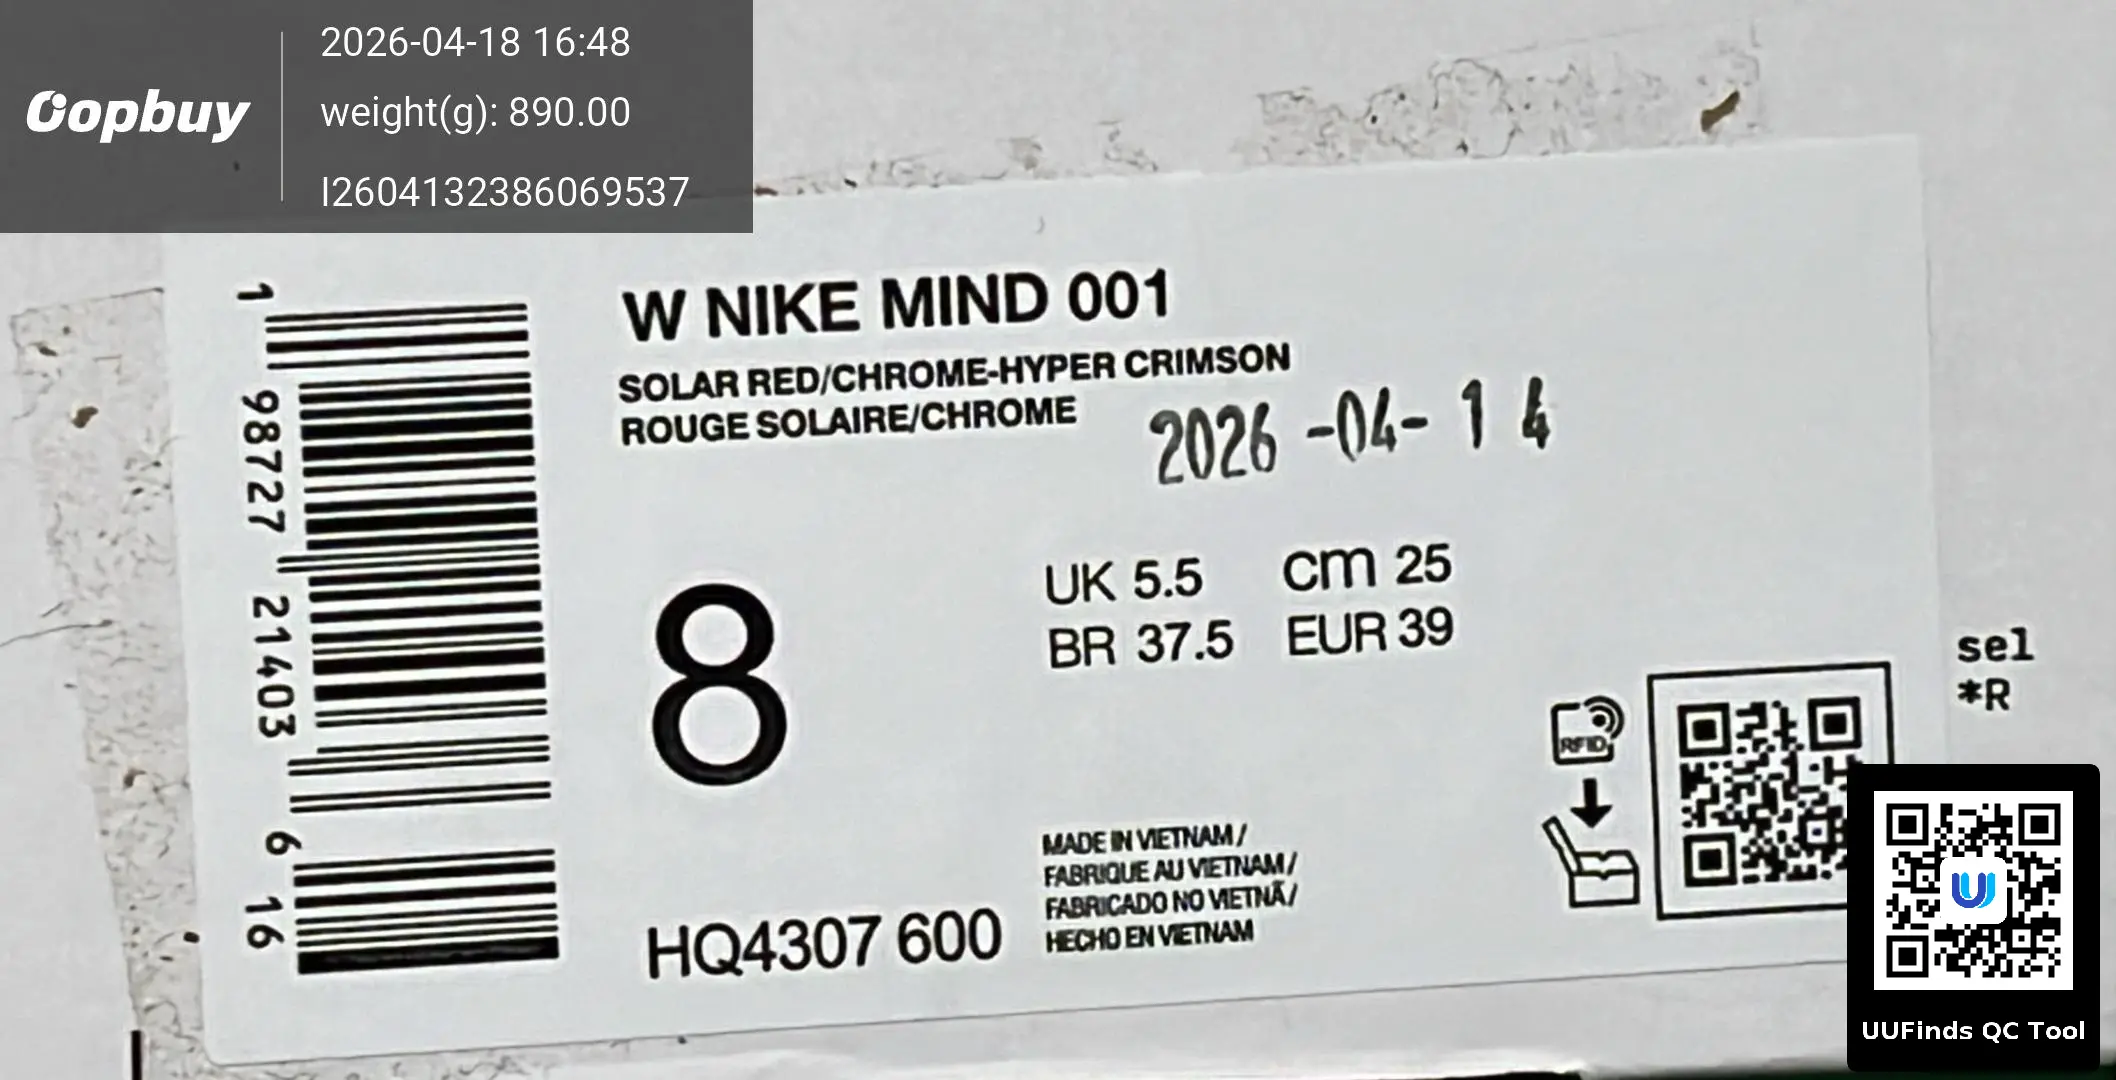 Oopbuy
2026-04-18 16:48
weight(g): 890.00
I2604132386069537
W NIKE MIND 001
SOLAR RED/CHROME-HYPER CRIMSON
ROUGE SOLAIRE/CHROME
2026-04-14
1 98727 21403 6 16
8
UK 5.5 cm 25
BR 37.5 EUR 39
sel
*R
RFID
MADE IN VIETNAM /
FABRIQUE AU VIETNAM /
FABRICADO NO VIETNÃ /
HECHO EN VIETNAM
HQ4307 600
UUFinds QC Tool